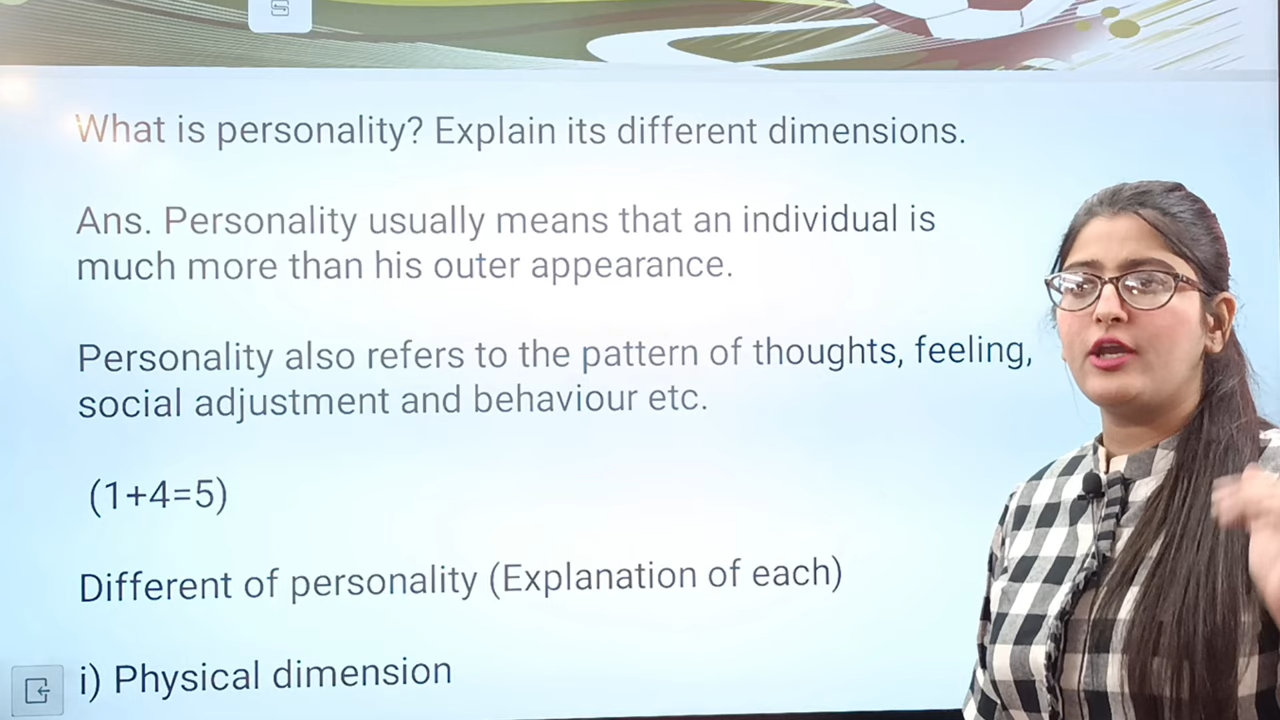 What is personality? Explain its different dimensions.
Ans. Personality usually means that an individual is
much more than his outer appearance.
Personality also refers to the pattern of thoughts, feeling,
social adjustment and behaviour etc.
(1+4=5)
Different of personality (Explanation of each)
i) Physical dimension